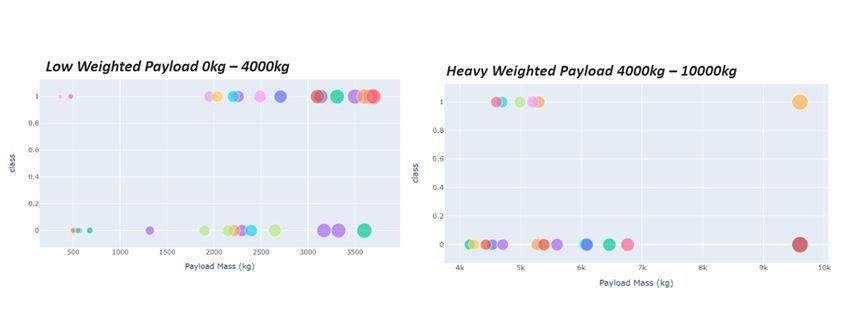 Low Weighted Payload 0kg – 4000kg
1
0.8
0.6
0.4
0.2
0
class
500
1000
1500
2000
2500
3000
3500
Payload Mass (kg)
Heavy Weighted Payload 4000kg – 10000kg
1
0.8
0.6
0.4
0.2
0
class
4k
5k
6k
7k
8k
9k
10k
Payload Mass (kg)